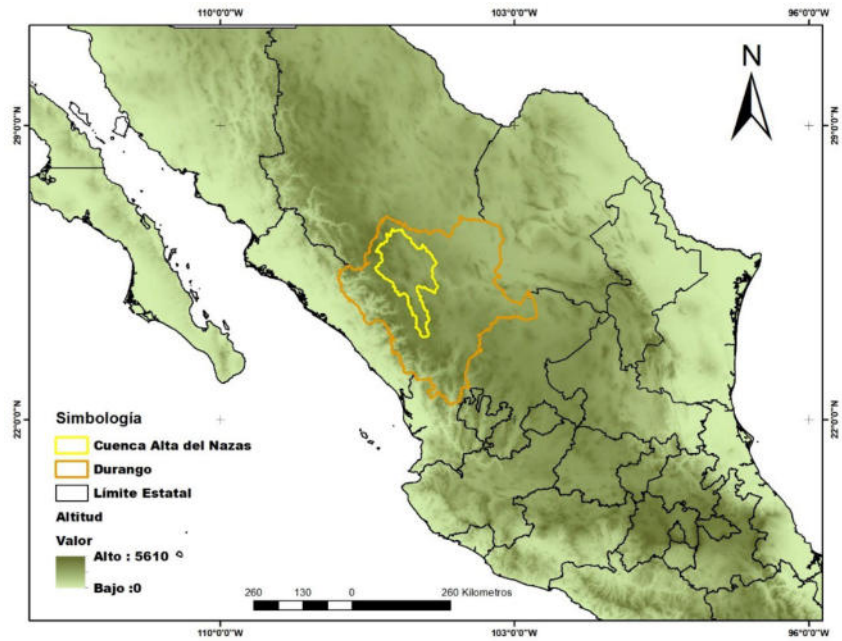 110°0'0"W 103°0'0"W 96°0'0"W
N
29°0'0"N 29°0'0"N
22°0'0"N 22°0'0"N
Simbología
Cuenca Alta del Nazas
Durango
Límite Estatal
Altitud
Valor
Alto : 5610
Bajo :0
260 130 0 260 Kilometros
110°0'0"W 103°0'0"W 96°0'0"W